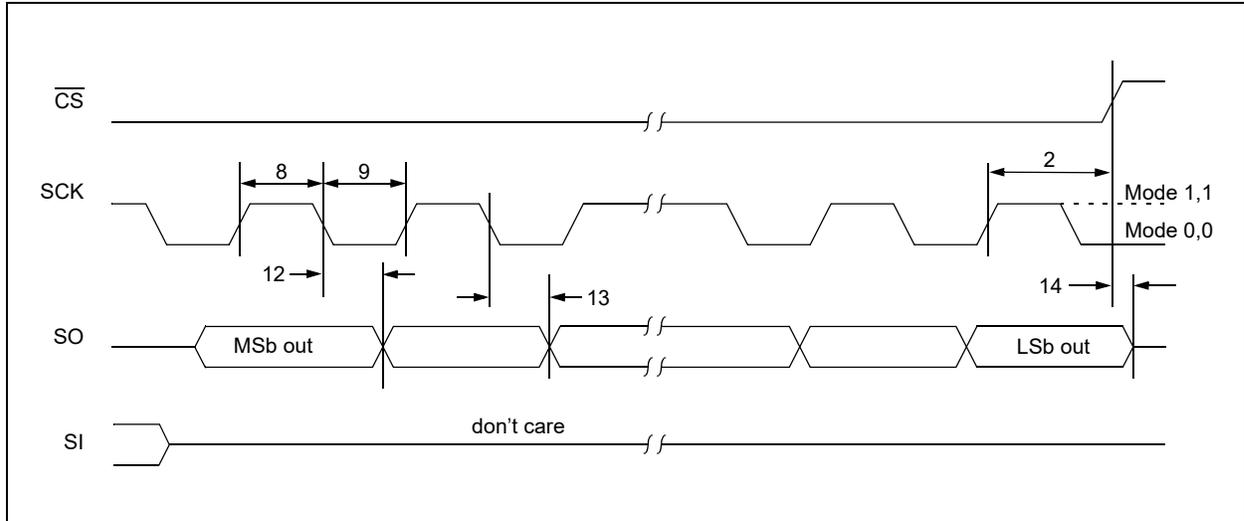 CS
SCK
8
9
2
Mode 1,1
Mode 0,0
12
13
14
SO
MSb out
LSb out
SI
don't care